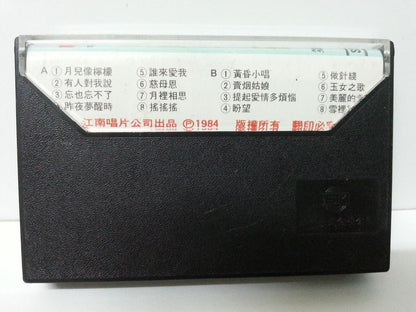 A ①月兒像檸檬 ⑤誰來愛我 B ①黃昏小唱 ⑤做針綫
②有人對我説 ⑥慈母恩 ②賣烟姑娘 ⑥玉女之歌
③忘也忘不了 ⑦月裡相思 ③提起愛情多煩惱 ⑦美麗的
④昨夜夢醒時 ⑧搖搖搖 ④盼望 ⑧雪裡
江南唱片公司出品 Ⓟ1984 版權所有 翻印必